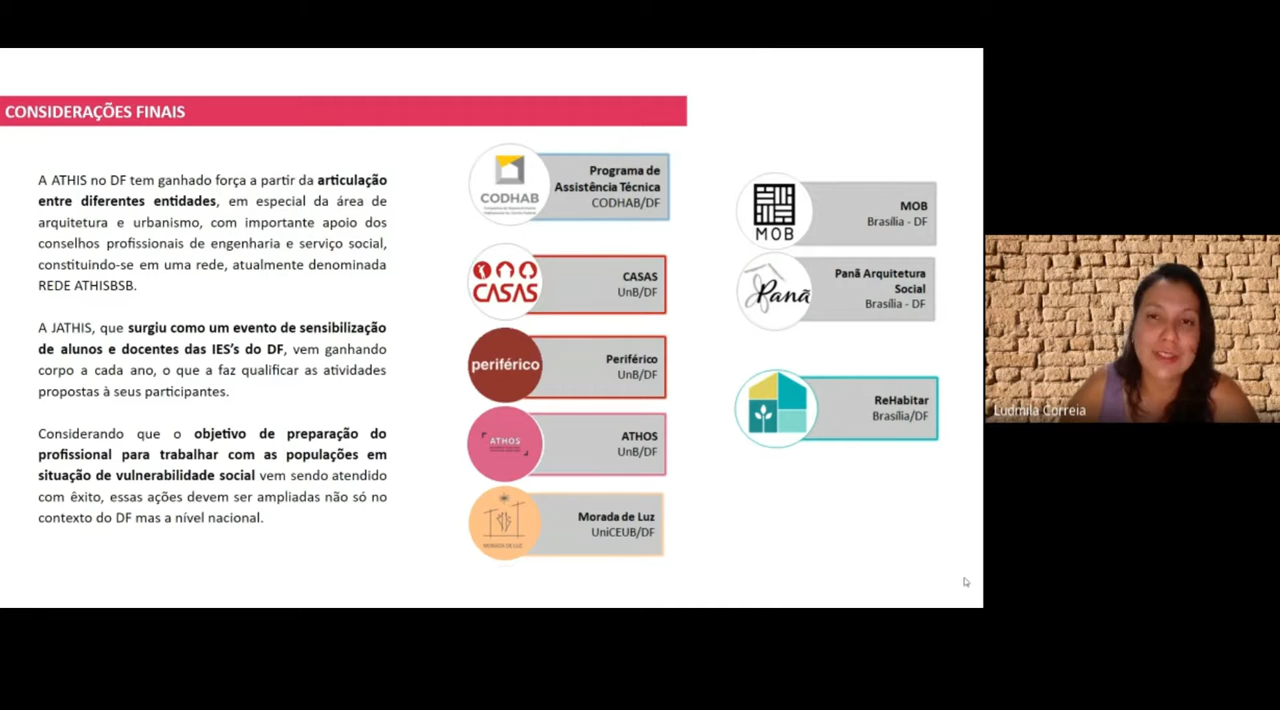 CONSIDERAÇÕES FINAIS
A ATHIS no DF tem ganhado força a partir da articulação
entre diferentes entidades, em especial da área de
arquitetura e urbanismo, com importante apoio dos
conselhos profissionais de engenharia e serviço social,
constituindo-se em uma rede, atualmente denominada
REDE ATHISBSB.
A JATHIS, que surgiu como um evento de sensibilização
de alunos e docentes das IES's do DF, vem ganhando
corpo a cada ano, o que a faz qualificar as atividades
propostas à seus participantes.
Considerando que o objetivo de preparação do
profissional para trabalhar com as populações em
situação de vulnerabilidade social vem sendo atendido
com êxito, essas ações devem ser ampliadas não só no
contexto do DF mas a nível nacional.
CODHAB
Programa de
Assistência Técnica
CODHAB/DF
CASAS
CASAS
UnB/DF
periférico
Periférico
UnB/DF
ATHOS
ATHOS
UnB/DF
MORADA DE LUZ
Morada de Luz
UniCEUB/DF
MOB
MOB
Brasília - DF
Panã
Panã Arquitetura
Social
Brasília - DF
ReHabitar
Brasília/DF
Ludmila Correia